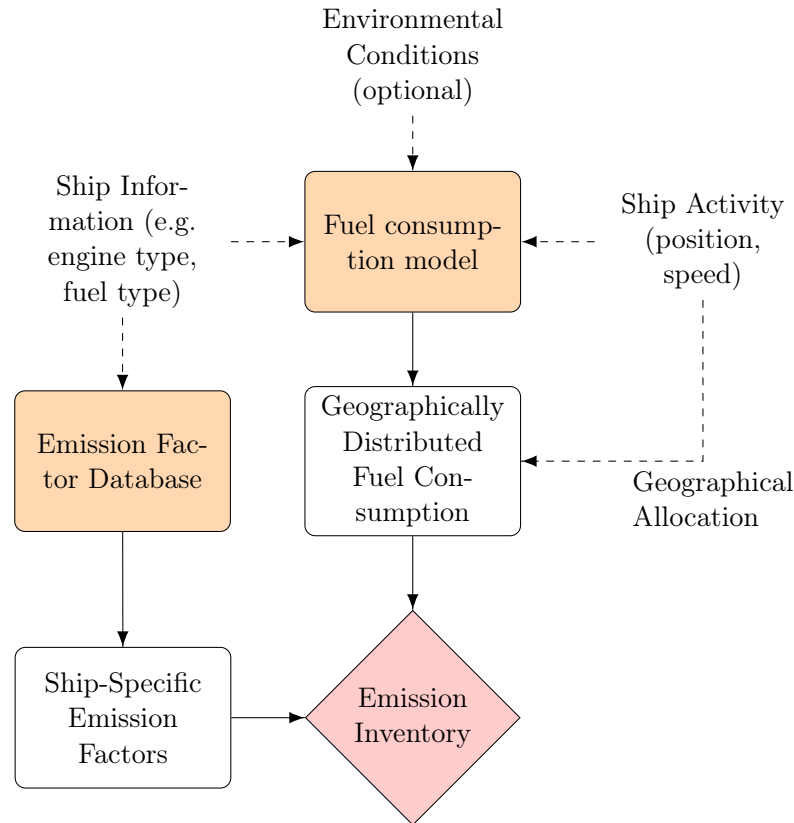 Environmental
Conditions
(optional)
Ship Infor-
mation (e.g.
engine type,
fuel type)
Fuel consump-
tion model
Ship Activity
(position,
speed)
Emission Fac-
tor Database
Geographically
Distributed
Fuel Con-
sumption
Geographical
Allocation
Ship-Specific
Emission
Factors
Emission
Inventory